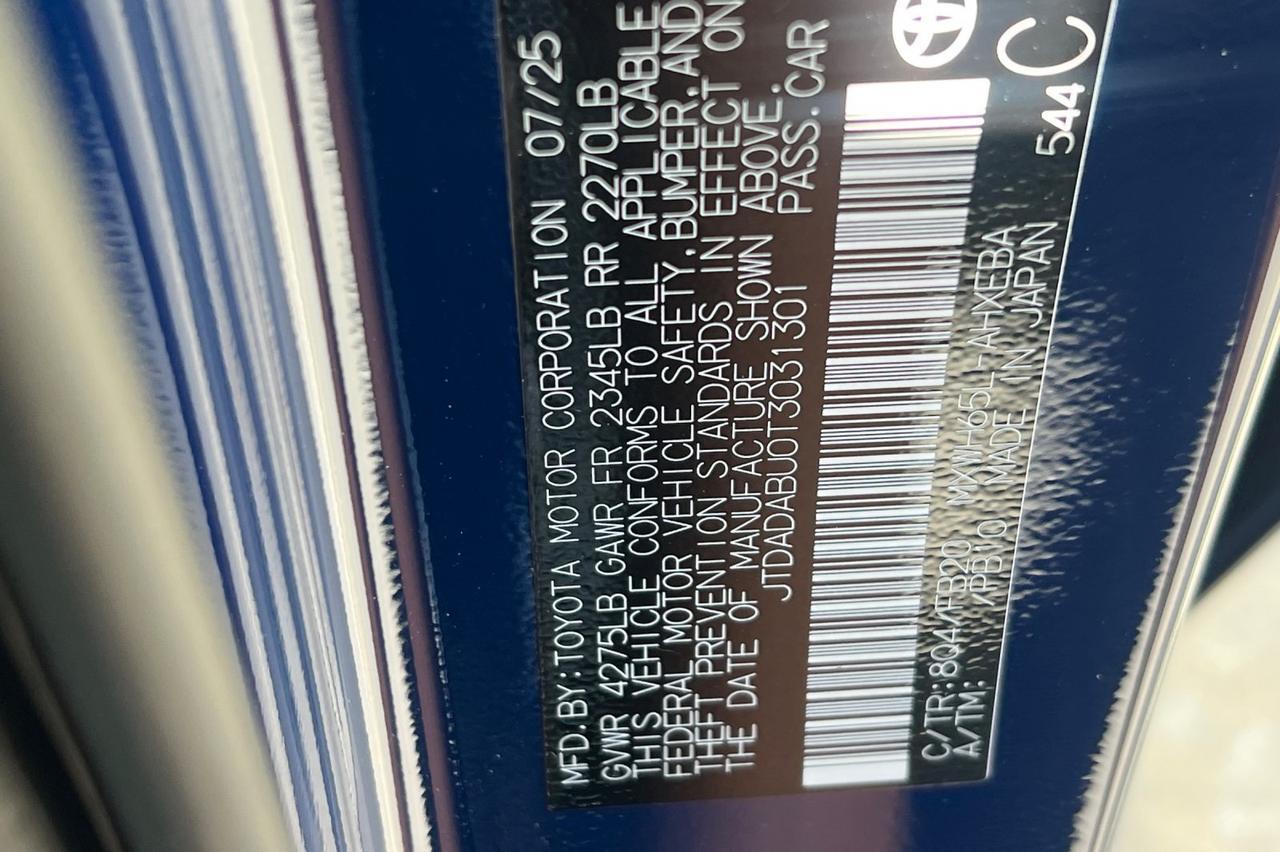 MFD.BY:TOYOTA MOTOR CORPORATION 07/25
GVWR 4275LB GAWR FR 2345LB RR 2270LB
THIS VEHICLE CONFORMS TO ALL APPLICABLE
FEDERAL MOTOR VEHICLE SAFETY,BUMPER,AND
THEFT PREVENTION STANDARDS IN EFFECT ON
THE DATE OF MANUFACTURE SHOWN ABOVE.
JTDADABU0T3031301 PASS.CAR
C/TR:8Q4/FB20 MXWH65L-AHXEBA
A/TM: /PB10 MADE IN JAPAN
544 C